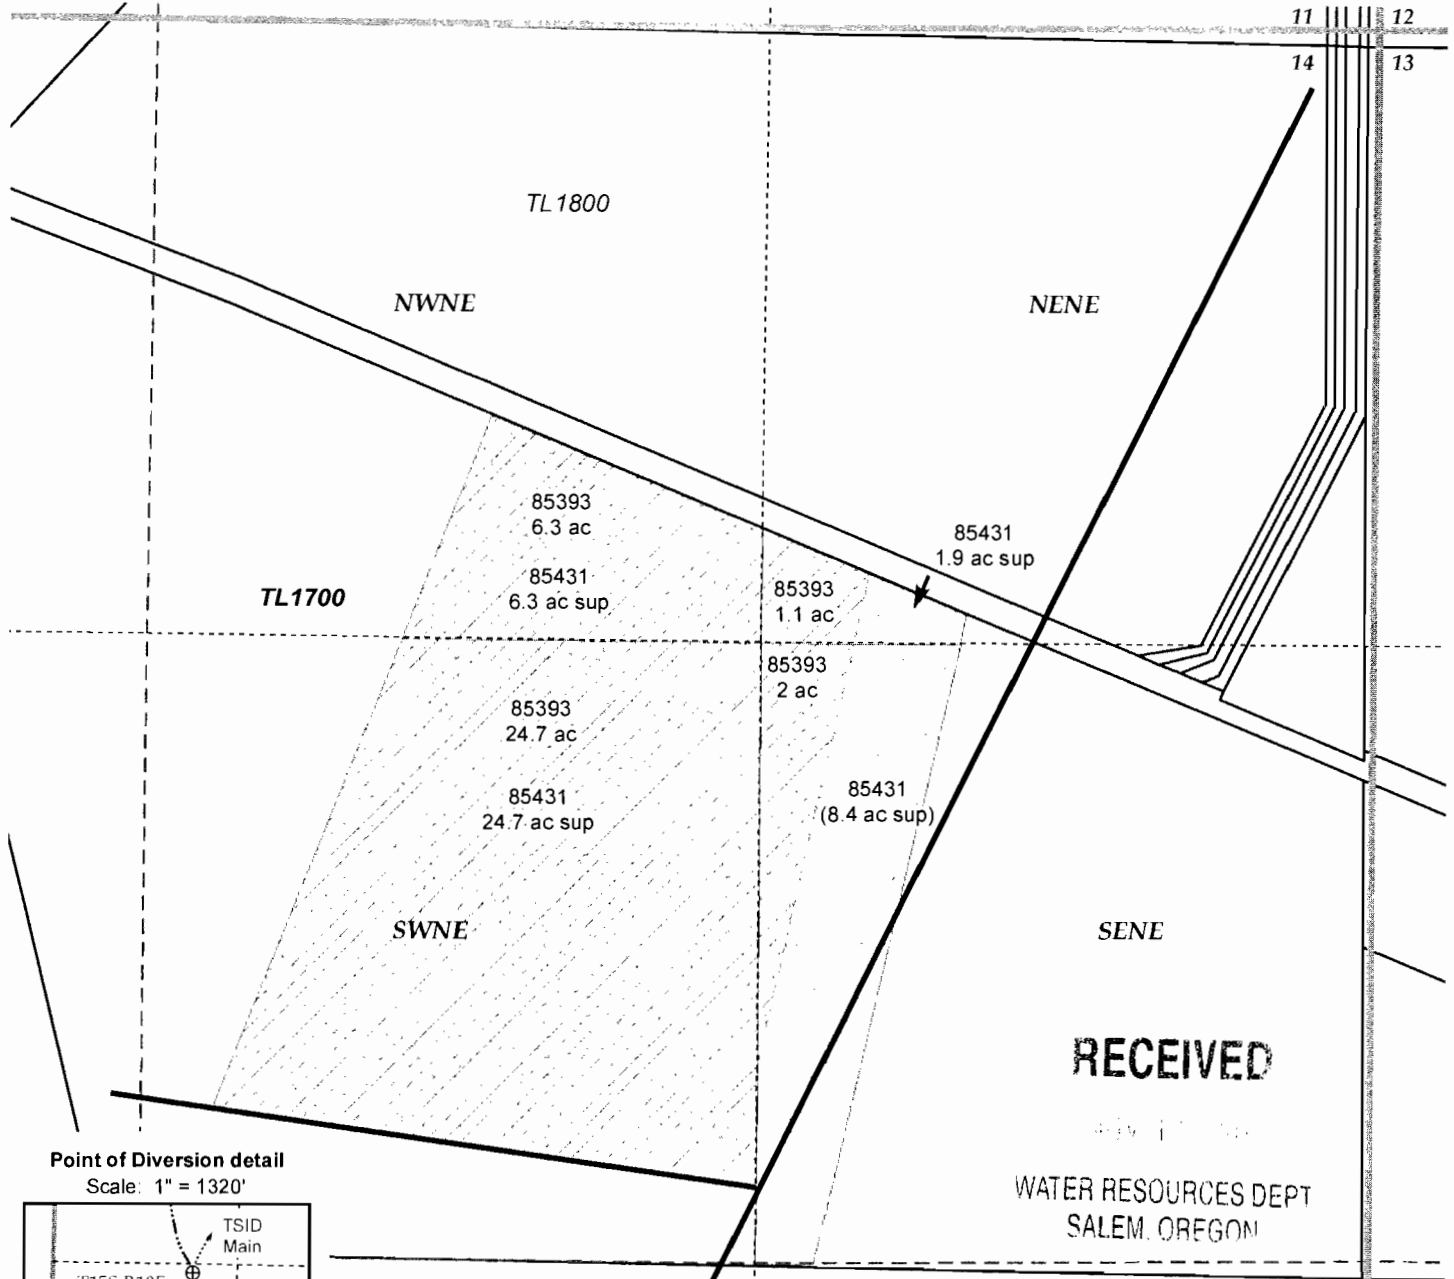 11 12
14 13
TL1800
NWNE
NENE
85393
6.3 ac
85431
6.3 ac sup
85431
1.9 ac sup
TL1700
85393
1.1 ac
85393
2 ac
85393
24.7 ac
85431
24.7 ac sup
85431
(8.4 ac sup)
SWNE
SENE
RECEIVED
WATER RESOURCES DEPT
SALEM, OREGON
Point of Diversion detail
Scale: 1" = 1320'
TSID
Main